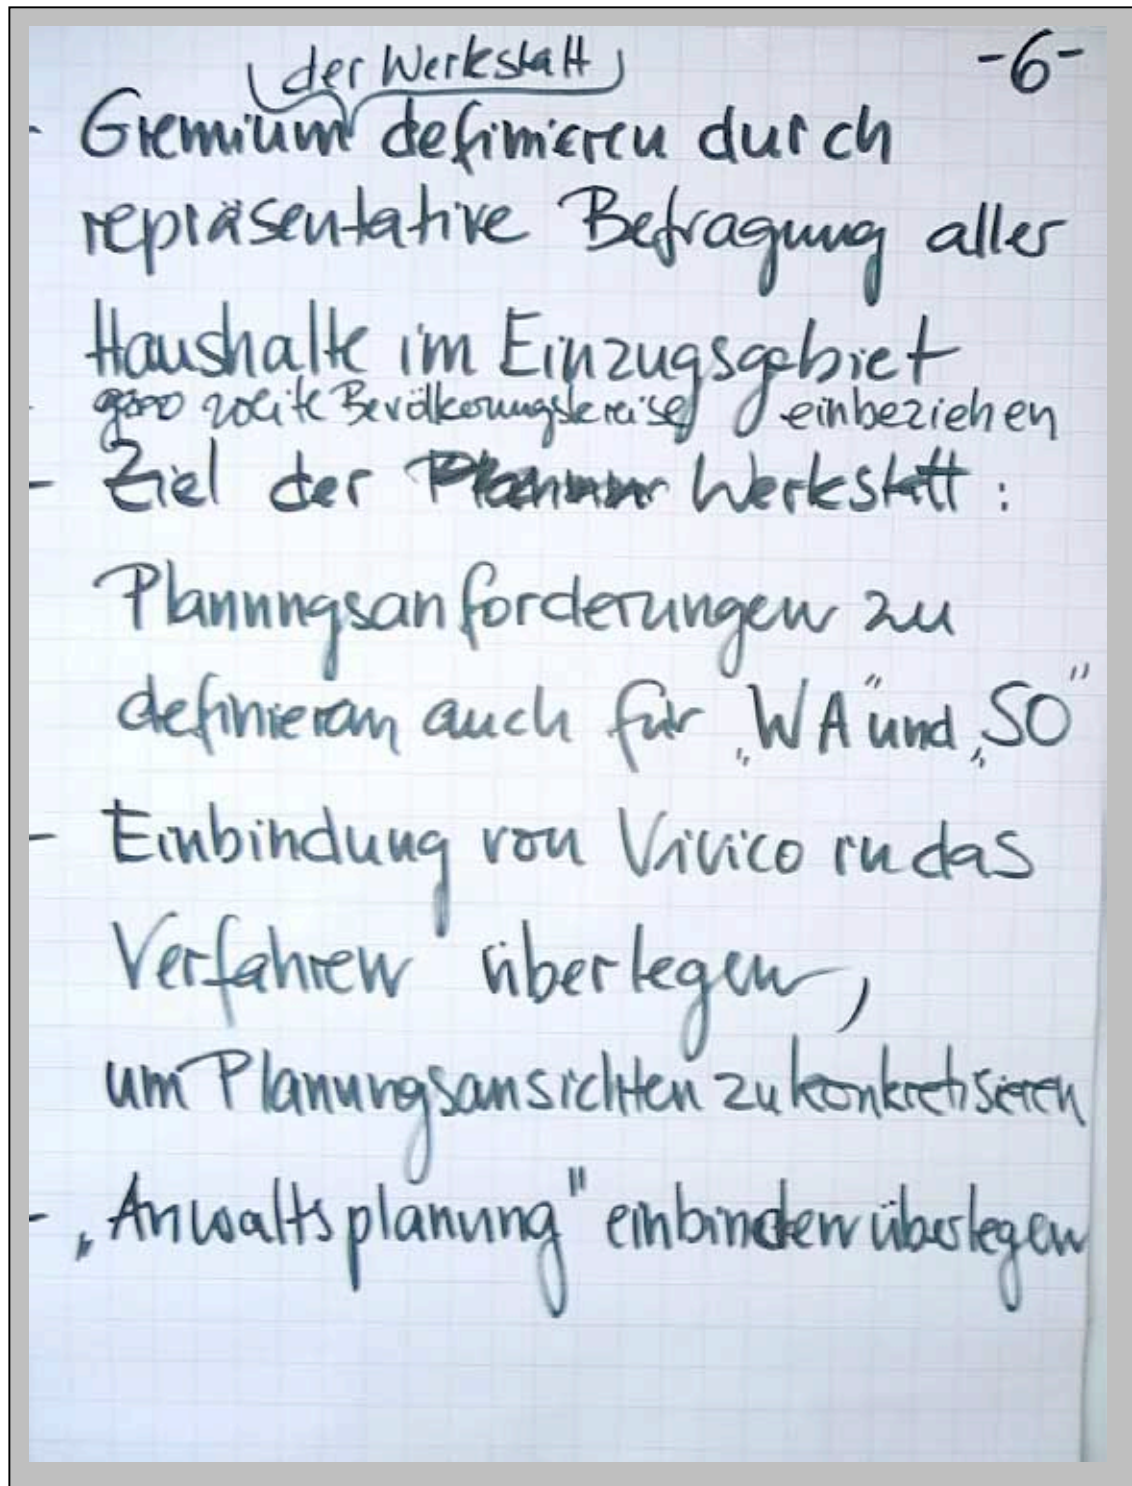 -6-
der Werkstatt
- Gremium definieren durch
repräsentative Befragung aller
Haushalte im Einzugsgebiet
- weite Bevölkerungskreise einbeziehen
- Ziel der Werkstatt:
Planungsanforderungen zu
definieren auch für „WA" und „SO"
- Einbindung von Vivico in das
Verfahren überlegen,
um Planungsansichten zu konkretisieren
- „Anwaltsplanung" einbinden überlegen